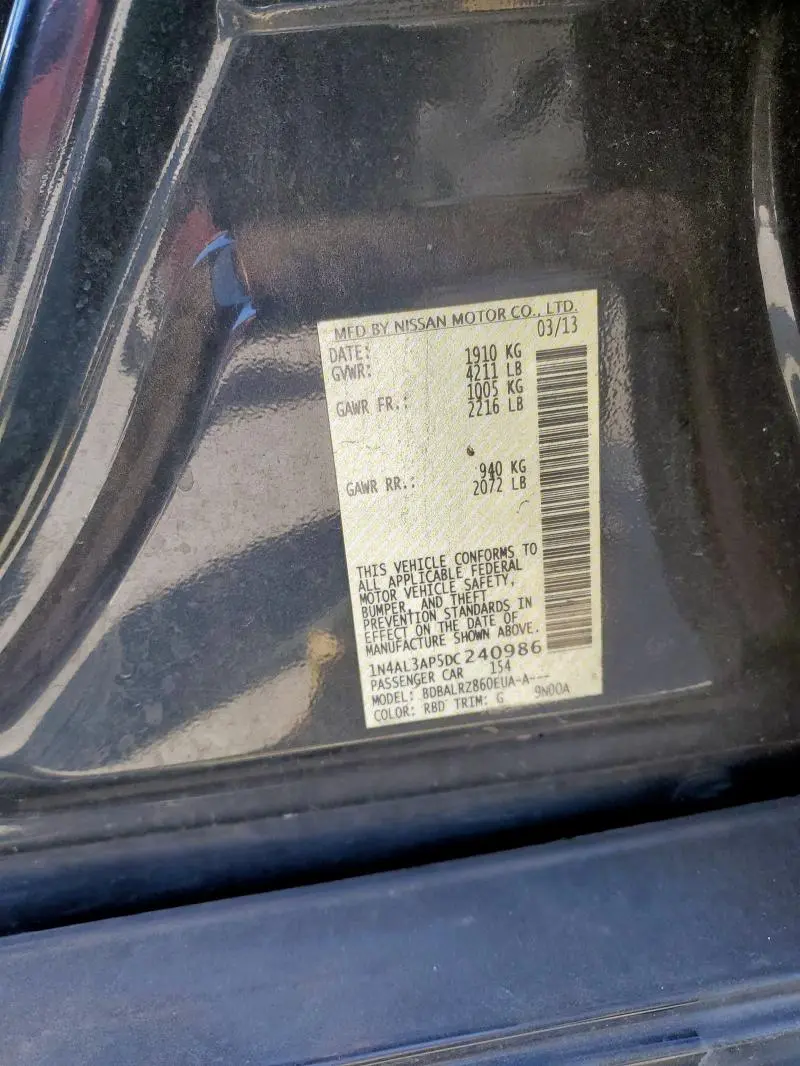 MFD BY NISSAN MOTOR CO., LTD.
DATE: 03/13
GVWR: 1910 KG
4211 LB
GAWR FR.: 1005 KG
2216 LB
GAWR RR.: 940 KG
2072 LB
THIS VEHICLE CONFORMS TO
ALL APPLICABLE FEDERAL
MOTOR VEHICLE SAFETY,
BUMPER, AND THEFT
PREVENTION STANDARDS IN
EFFECT ON THE DATE OF
MANUFACTURE SHOWN ABOVE.
1N4AL3AP5DC240986
PASSENGER CAR 154
MODEL: BDBALRZ860EUA-A---
COLOR: RBD TRIM: G 9N00A